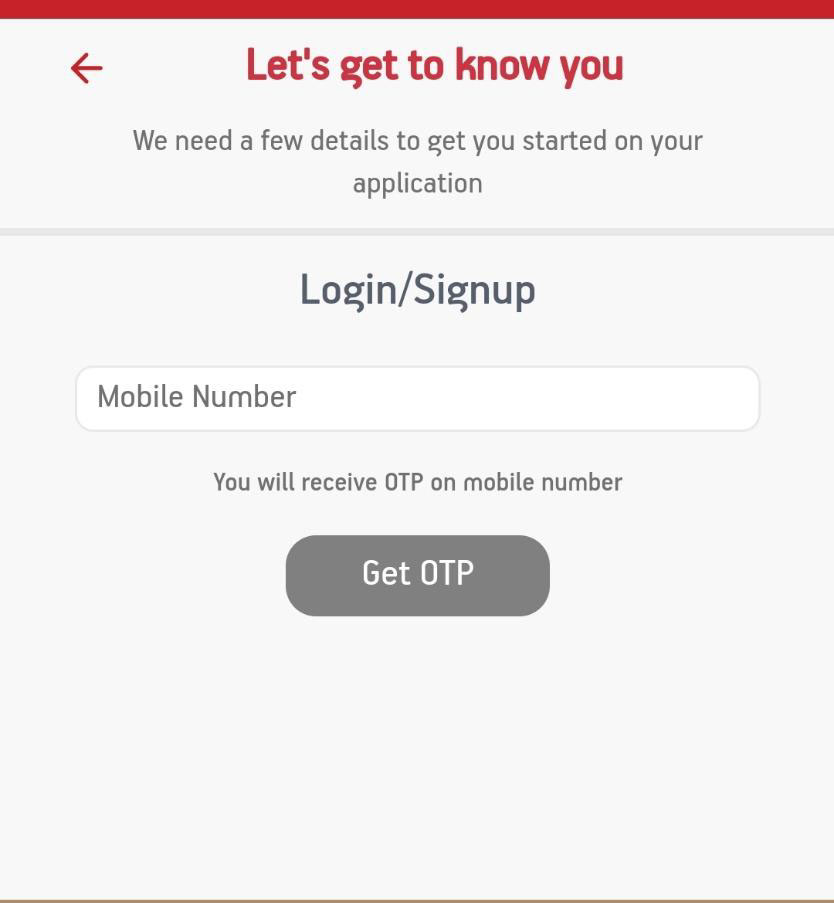 Let's get to know you
We need a few details to get you started on your
application
Login/Signup
Mobile Number
You will receive OTP on mobile number
Get OTP